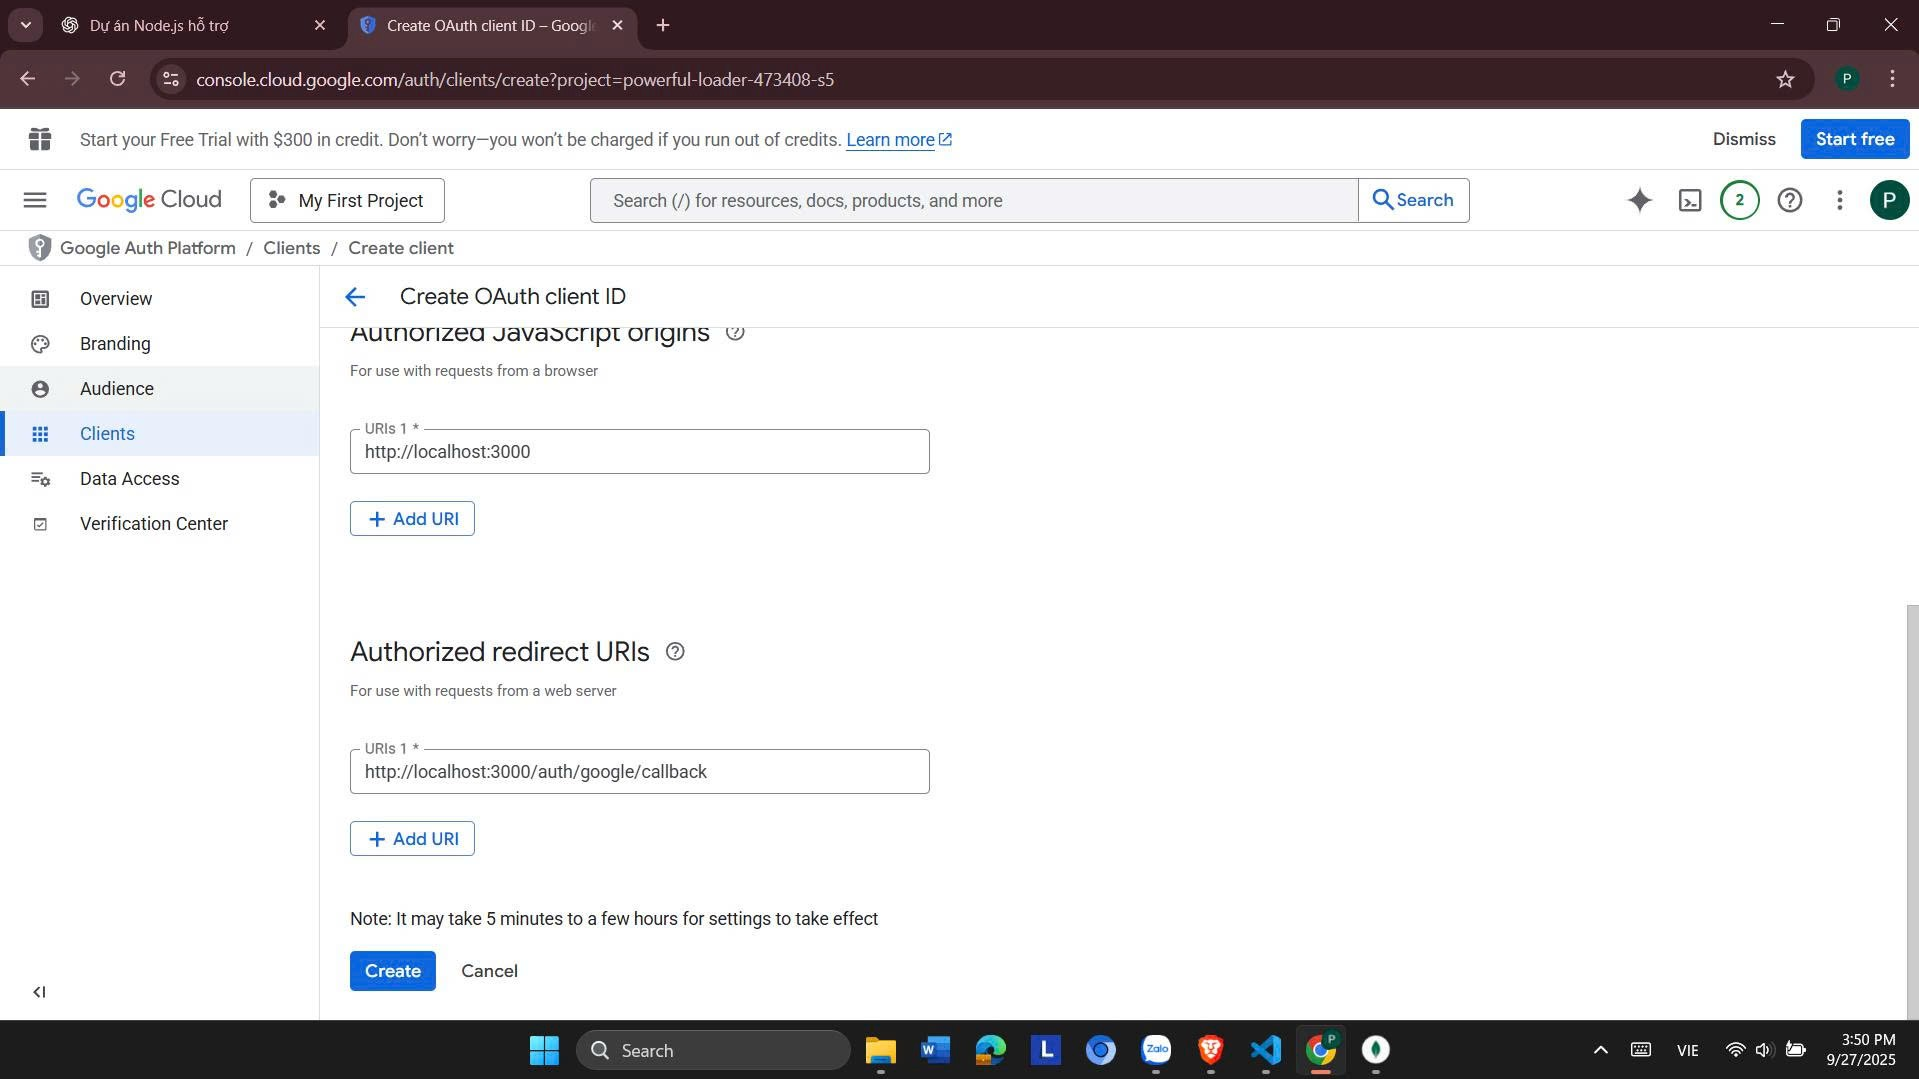 Dự án Node.js hỗ trợ
Create OAuth client ID – Google
console.cloud.google.com/auth/clients/create?project=powerful-loader-473408-s5
P
Start your Free Trial with $300 in credit. Don’t worry—you won’t be charged if you run out of credits. Learn more
Dismiss
Start free
Google Cloud
My First Project
Search (/) for resources, docs, products, and more
Search
2
P
Google Auth Platform / Clients / Create client
Overview
Branding
Audience
Clients
Data Access
Verification Center
Create OAuth client ID
Authorized JavaScript origins
For use with requests from a browser
URIs 1 *
http://localhost:3000
Add URI
Authorized redirect URIs
For use with requests from a web server
URIs 1 *
http://localhost:3000/auth/google/callback
Add URI
Note: It may take 5 minutes to a few hours for settings to take effect
Create
Cancel
Search
W
L
Zalo
P
VIE
3:50 PM
9/27/2025